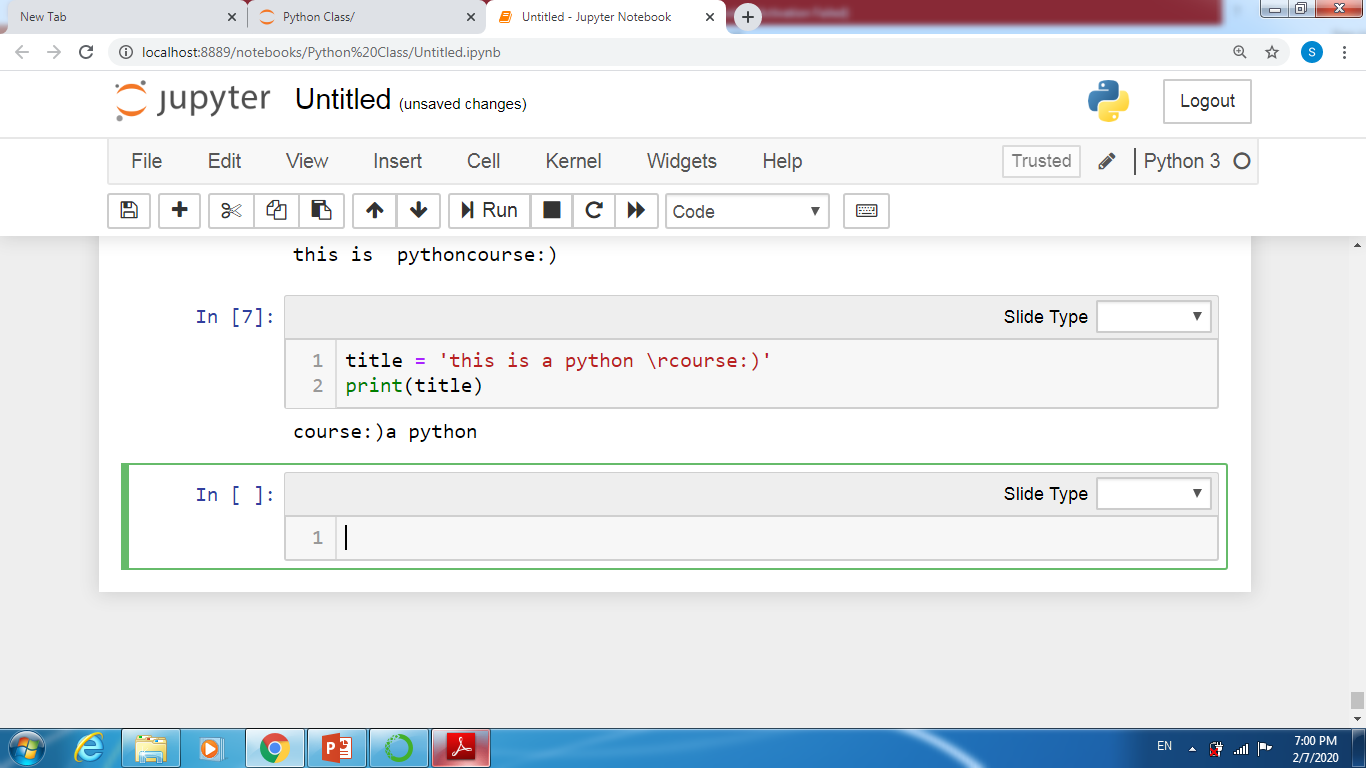 New Tab
Python Class/
Untitled - Jupyter Notebook
localhost:8889/notebooks/Python%20Class/Untitled.ipynb
S
jupyter Untitled (unsaved changes)
Logout
File Edit View Insert Cell Kernel Widgets Help
Trusted
Python 3
Run
Code
this is  pythoncourse:)
In [7]:
Slide Type
1 title = 'this is a python \rcourse:)'
2 print(title)
course:)a python
In [ ]:
Slide Type
1
EN
7:00 PM
2/7/2020